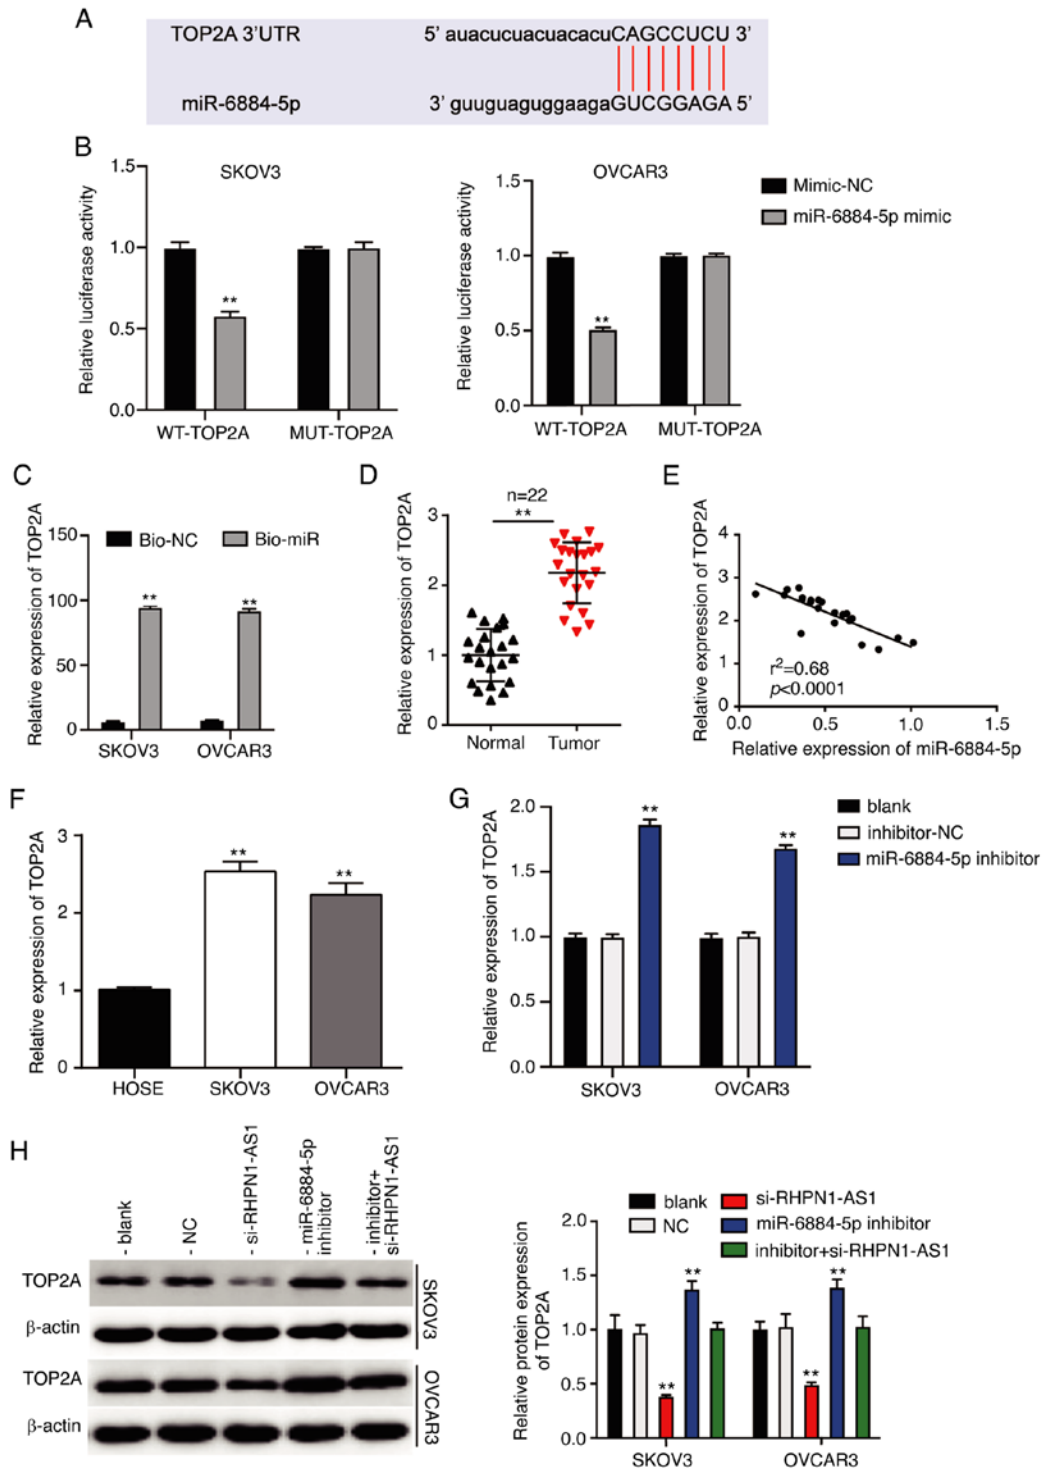 A
TOP2A 3'UTR 5' auacucuacuacacuCAGCCUCU 3'
miR-6884-5p 3' guuguaguggaagaGUCGGAGA 5'
B
SKOV3
Relative luciferase activity
1.5
1.0
0.5
0.0
**
WT-TOP2A MUT-TOP2A
OVCAR3
Relative luciferase activity
1.5
1.0
0.5
0.0
**
WT-TOP2A MUT-TOP2A
Mimic-NC
miR-6884-5p mimic
C
Relative expression of TOP2A
150
100
50
0
Bio-NC Bio-miR
** **
SKOV3 OVCAR3
D
Relative expression of TOP2A
3
2
1
0
n=22
**
Normal Tumor
E
Relative expression of TOP2A
4
3
2
1
0
r²=0.68
p<0.0001
0.0 0.5 1.0 1.5
Relative expression of miR-6884-5p
F
Relative expression of TOP2A
3
2
1
0
** **
HOSE SKOV3 OVCAR3
G
Relative expression of TOP2A
2.0
1.5
1.0
0.5
0.0
** **
SKOV3 OVCAR3
blank
inhibitor-NC
miR-6884-5p inhibitor
H
- blank
- NC
- si-RHPN1-AS1
- miR-6884-5p
inhibitor
- inhibitor+
si-RHPN1-AS1
TOP2A
β-actin
SKOV3
TOP2A
β-actin
OVCAR3
blank
NC
si-RHPN1-AS1
miR-6884-5p inhibitor
inhibitor+si-RHPN1-AS1
Relative protein expression
of TOP2A
2.0
1.5
1.0
0.5
0.0
** ** ** **
SKOV3 OVCAR3